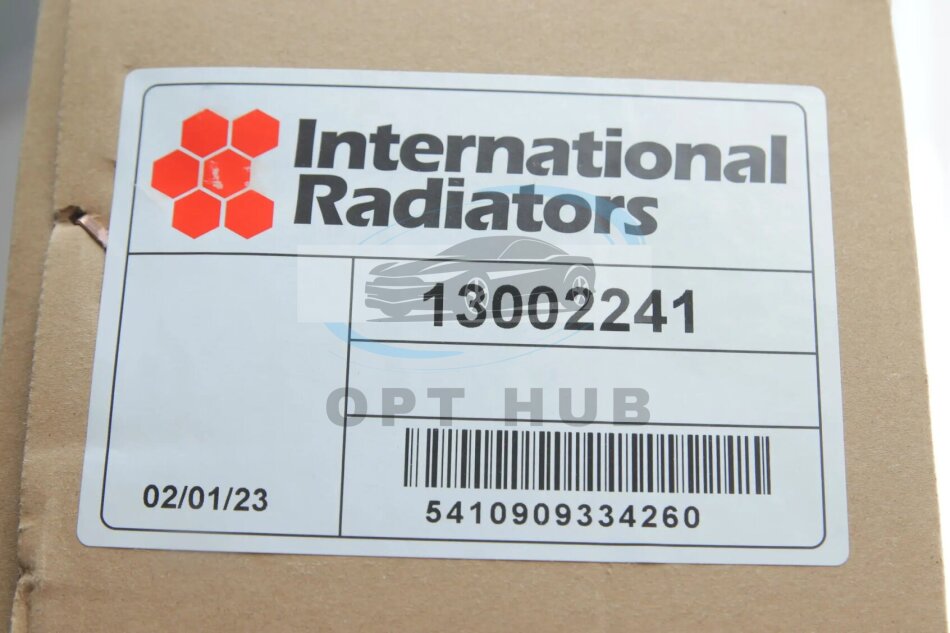 International
Radiators
13002241
OPT HUB
02/01/23
5410909334260